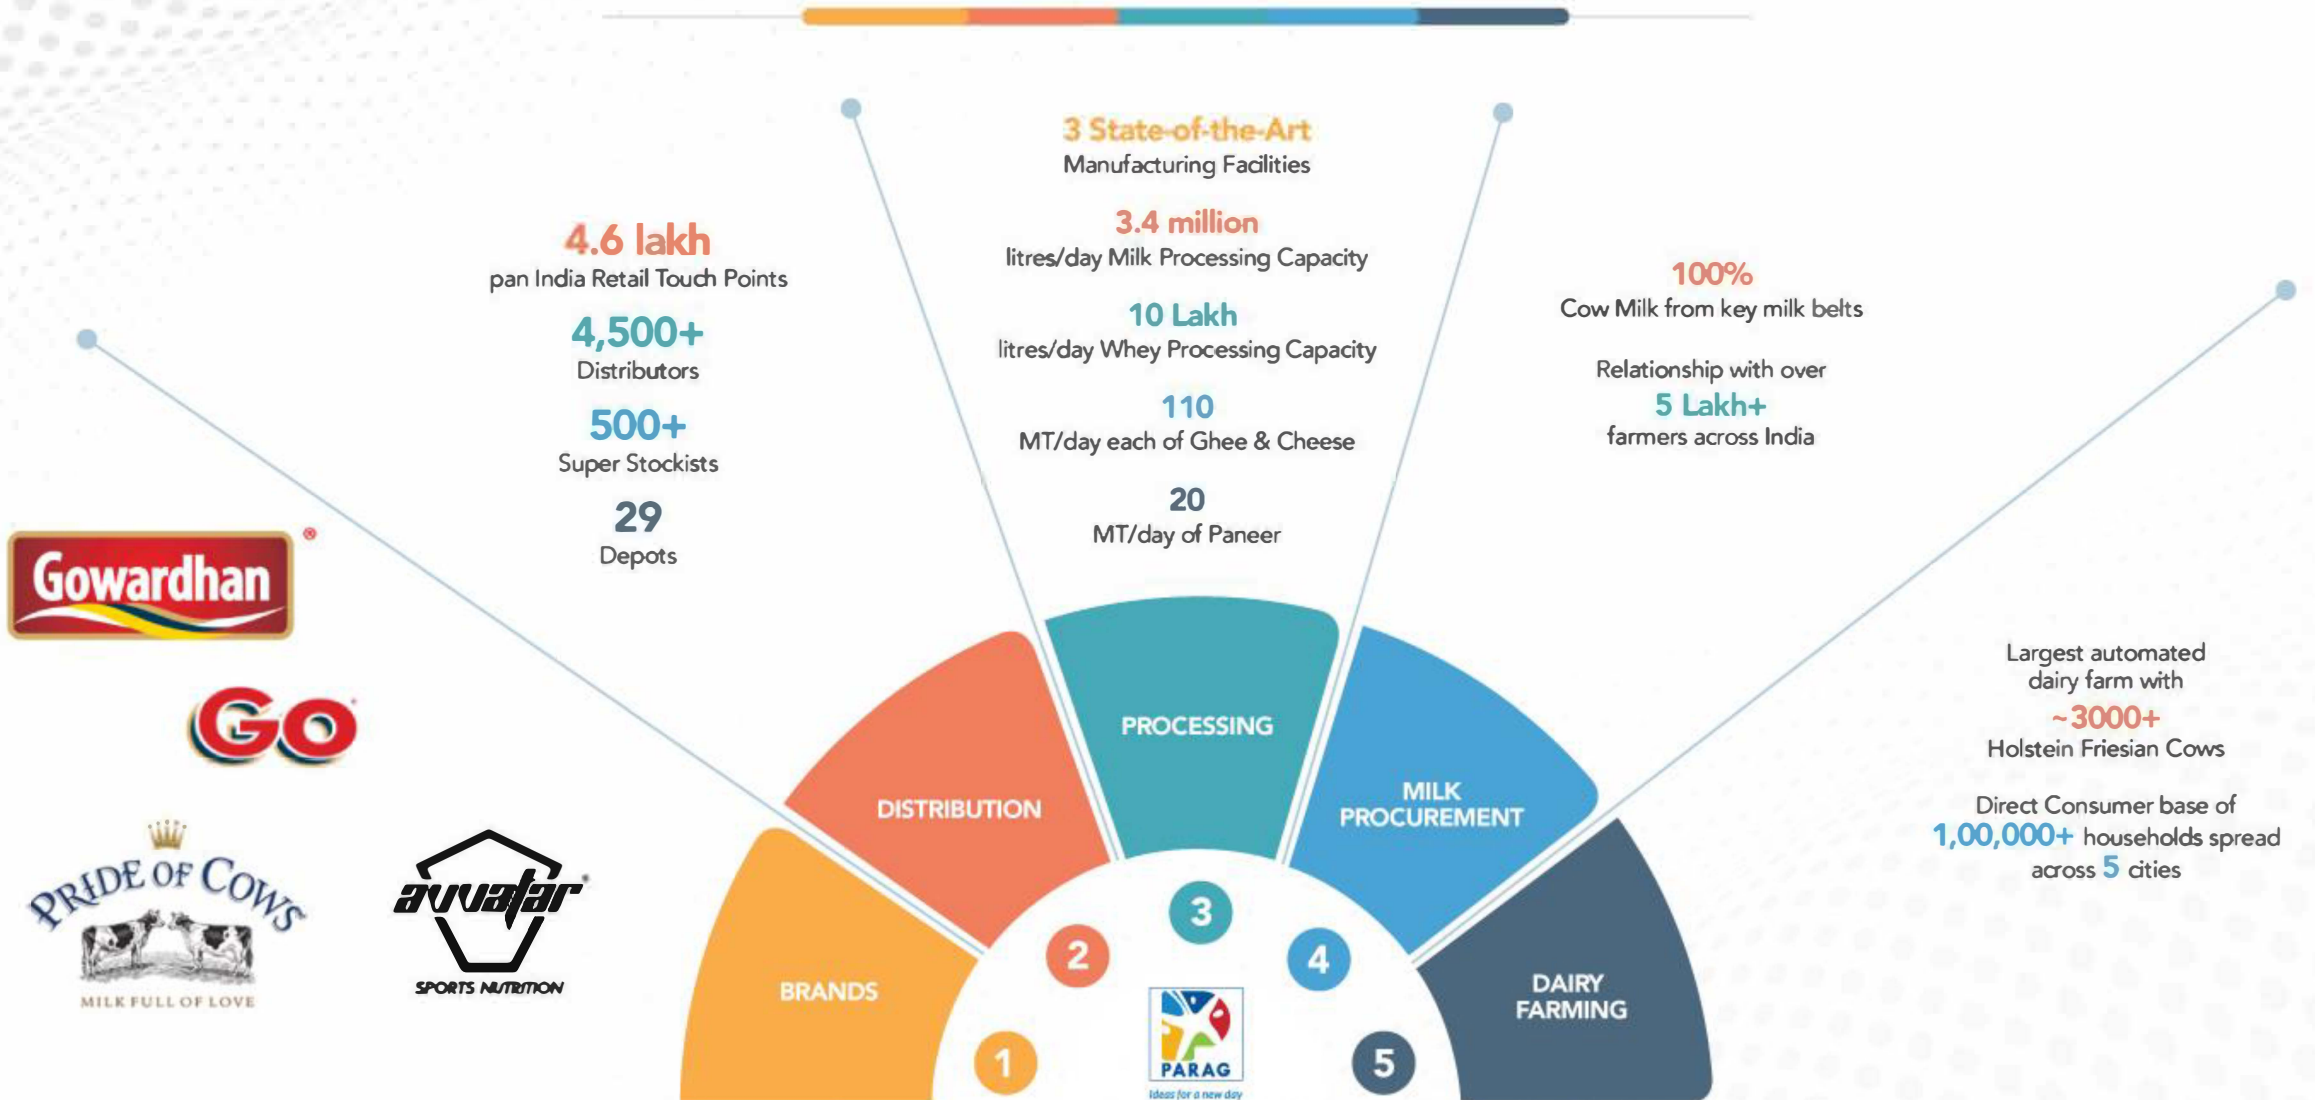 Gowardhan
GO
PRIDE OF COWS
MILK FULL OF LOVE
avvatar
SPORTS NUTRITION
4.6 lakh
pan India Retail Touch Points
4,500+
Distributors
500+
Super Stockists
29
Depots
3 State-of-the-Art
Manufacturing Facilities
3.4 million
litres/day Milk Processing Capacity
10 Lakh
litres/day Whey Processing Capacity
110
MT/day each of Ghee & Cheese
20
MT/day of Paneer
100%
Cow Milk from key milk belts
Relationship with over
5 Lakh+
farmers across India
Largest automated
dairy farm with
~3000+
Holstein Friesian Cows
Direct Consumer base of
1,00,000+ households spread
across 5 cities
BRANDS
DISTRIBUTION
PROCESSING
MILK
PROCUREMENT
DAIRY
FARMING
1
2
3
4
5
PARAG
Ideas for a new day